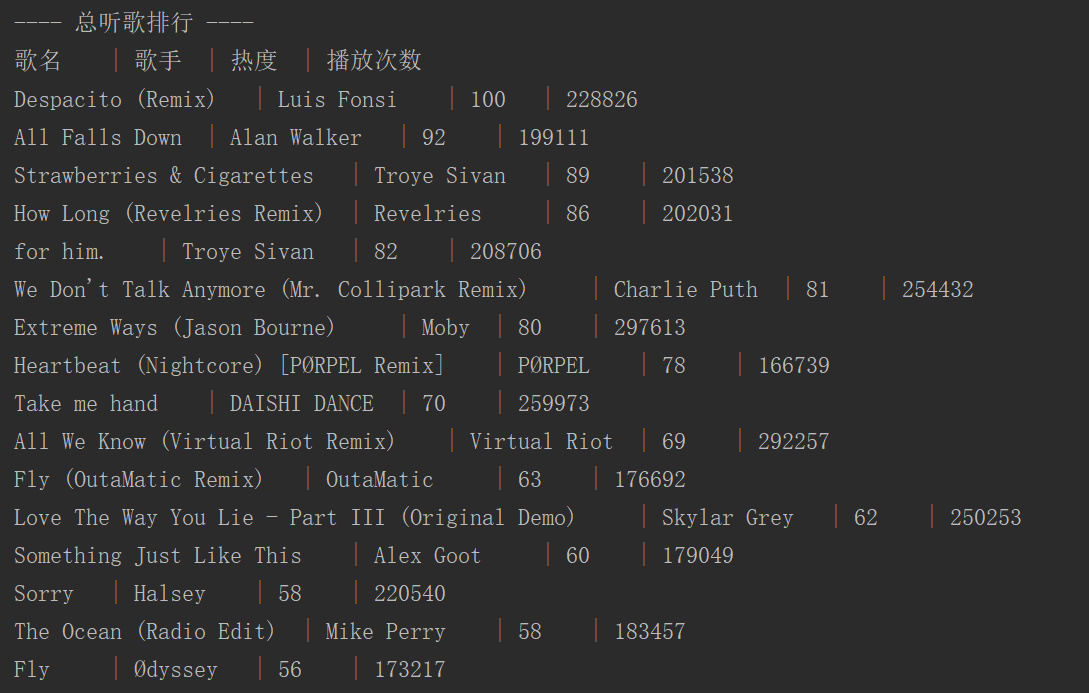 ---- 总听歌排行 ----
歌名 | 歌手 | 热度 | 播放次数
Despacito (Remix) | Luis Fonsi | 100 | 228826
All Falls Down | Alan Walker | 92 | 199111
Strawberries & Cigarettes | Troye Sivan | 89 | 201538
How Long (Revelries Remix) | Revelries | 86 | 202031
for him. | Troye Sivan | 82 | 208706
We Don't Talk Anymore (Mr. Collipark Remix) | Charlie Puth | 81 | 254432
Extreme Ways (Jason Bourne) | Moby | 80 | 297613
Heartbeat (Nightcore) [PØRPEL Remix] | PØRPEL | 78 | 166739
Take me hand | DAISHI DANCE | 70 | 259973
All We Know (Virtual Riot Remix) | Virtual Riot | 69 | 292257
Fly (OutaMatic Remix) | OutaMatic | 63 | 176692
Love The Way You Lie - Part III (Original Demo) | Skylar Grey | 62 | 250253
Something Just Like This | Alex Goot | 60 | 179049
Sorry | Halsey | 58 | 220540
The Ocean (Radio Edit) | Mike Perry | 58 | 183457
Fly | Ødyssey | 56 | 173217